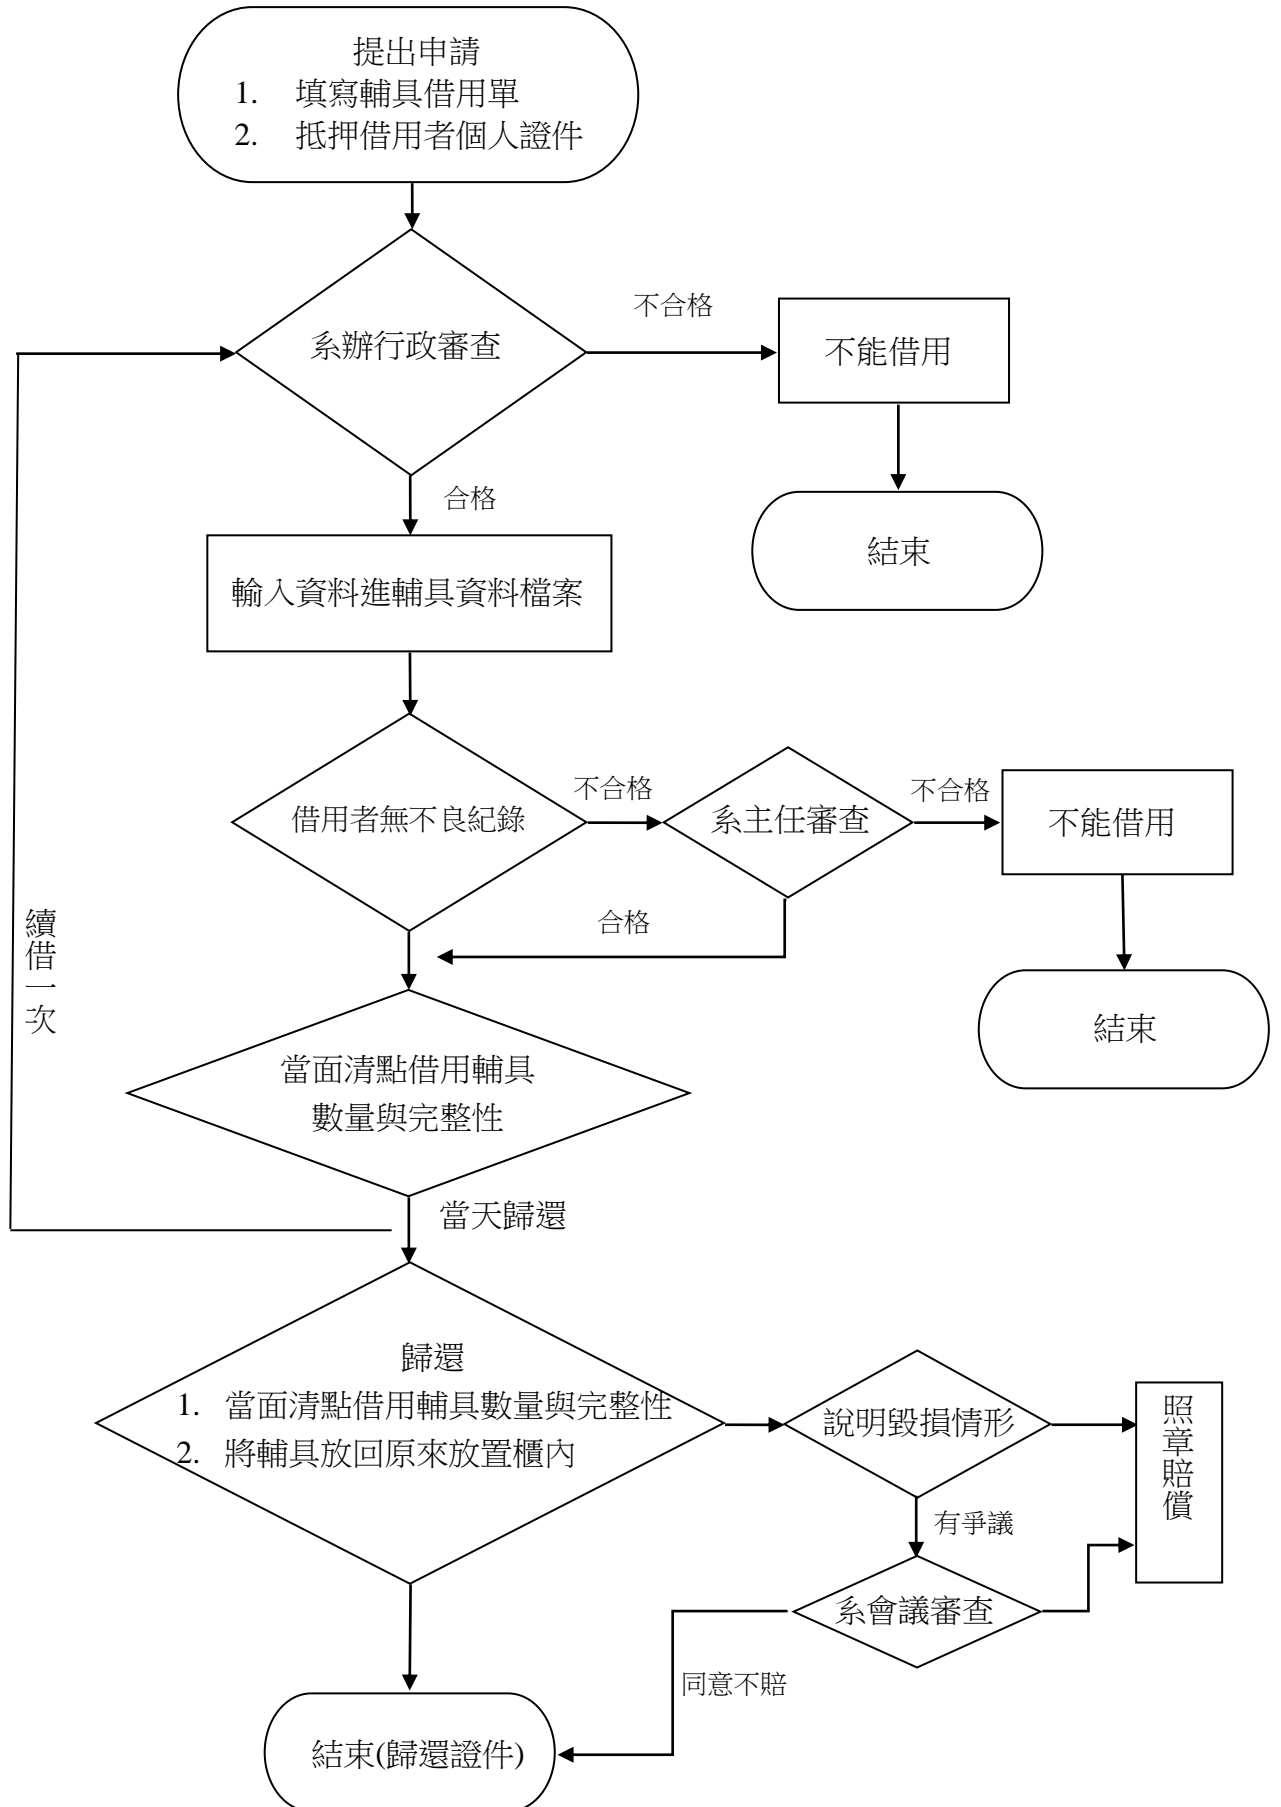 提出申請
1. 填寫輔具借用單
2. 抵押借用者個人證件
不合格
系辦行政審查
不能借用
合格
結束
輸入資料進輔具資料檔案
不合格
不合格
借用者無不良紀錄
系主任審查
不能借用
合格
續借一次
結束
當面清點借用輔具
數量與完整性
當天歸還
歸還
1. 當面清點借用輔具數量與完整性
2. 將輔具放回原來放置櫃內
說明毀損情形
照章賠償
有爭議
系會議審查
同意不賠
結束(歸還證件)